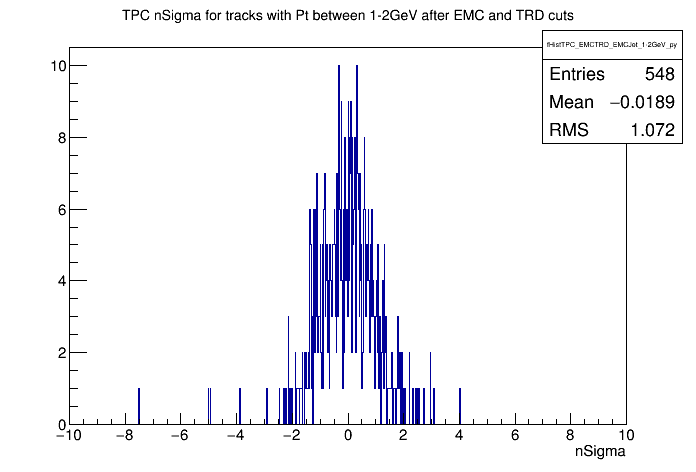 TPC nSigma for tracks with Pt between 1-2GeV after EMC and TRD cuts
fHistTPC_EMCTRD_EMCJet_1-2GeV_py
Entries 548
Mean −0.0189
RMS 1.072
10
8
6
4
2
0
−10 −8 −6 −4 −2 0 2 4 6 8 10
nSigma